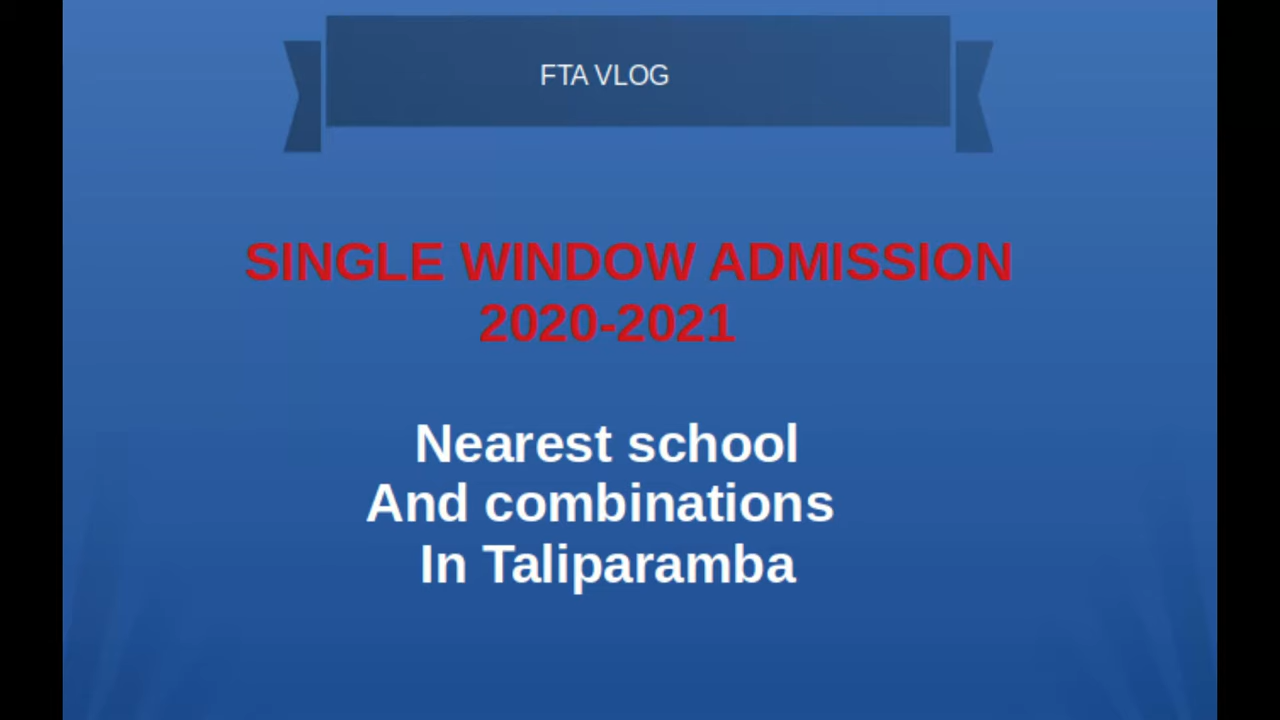 FTA VLOG
SINGLE WINDOW ADMISSION
2020-2021
Nearest school
And combinations
In Taliparamba